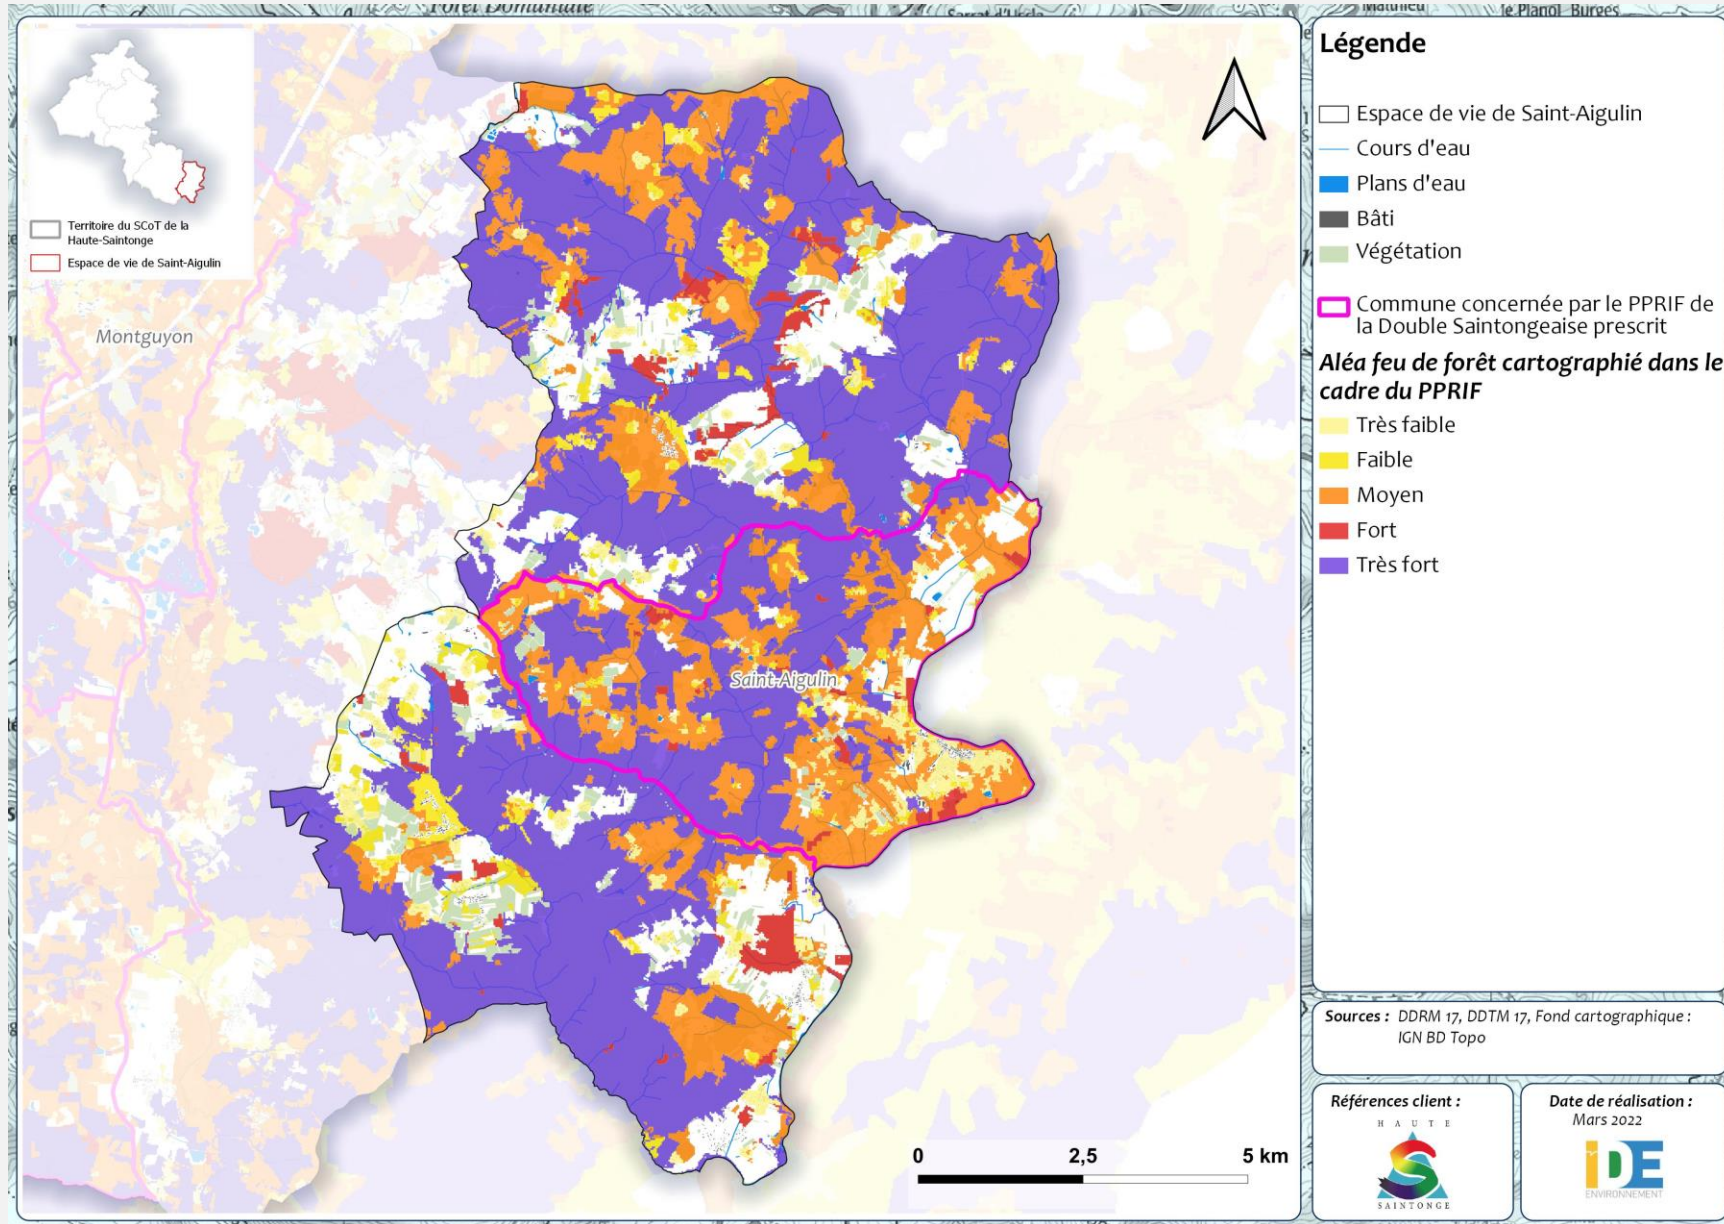 Forêt Domaniale
Territoire du SCoT de la
Haute-Saintonge
Espace de vie de Saint-Aigulin
Montguyon
Saint-Aigulin
0 2,5 5 km
Légende
Espace de vie de Saint-Aigulin
Cours d'eau
Plans d'eau
Bâti
Végétation
Commune concernée par le PPRIF de
la Double Saintongeaise prescrit
Aléa feu de forêt cartographié dans le
cadre du PPRIF
Très faible
Faible
Moyen
Fort
Très fort
Sources : DDRM 17, DDTM 17, Fond cartographique :
IGN BD Topo
Références client :
HAUTE
SAINTONGE
Date de réalisation :
Mars 2022
iDE
ENVIRONNEMENT